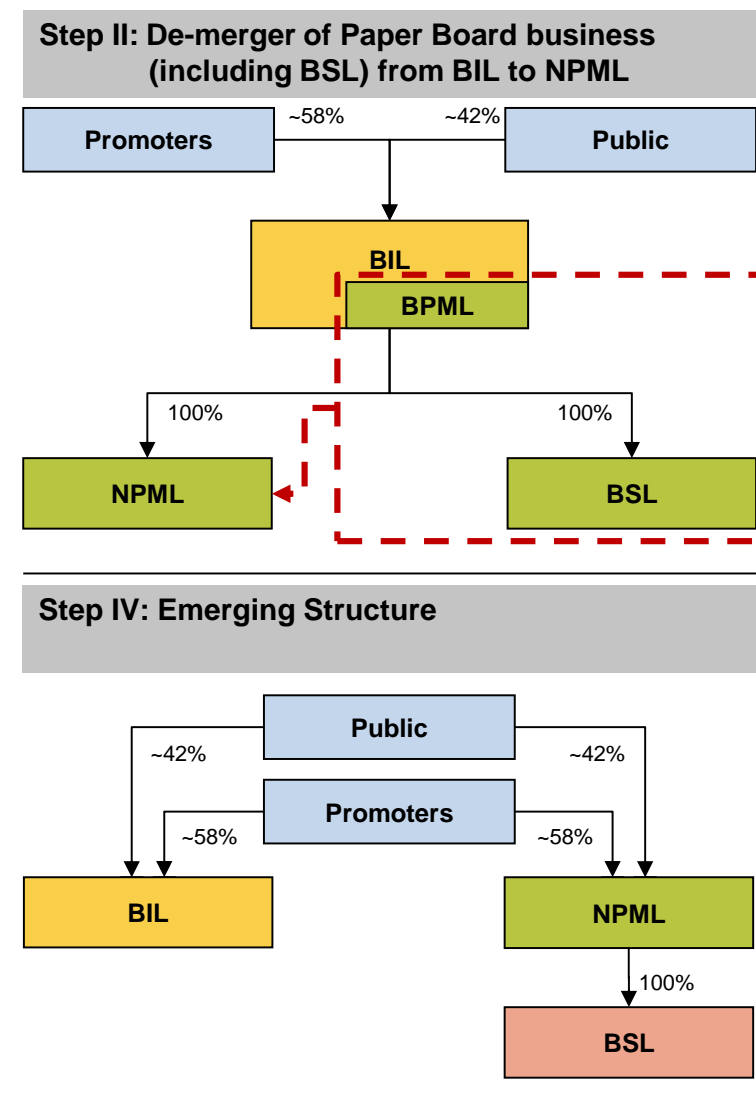 Step II: De-merger of Paper Board business
(including BSL) from BIL to NPML
Promoters
~58%
~42%
Public
BIL
BPML
100%
100%
NPML
BSL
Step IV: Emerging Structure
Public
~42%
~42%
Promoters
~58%
~58%
BIL
NPML
100%
BSL